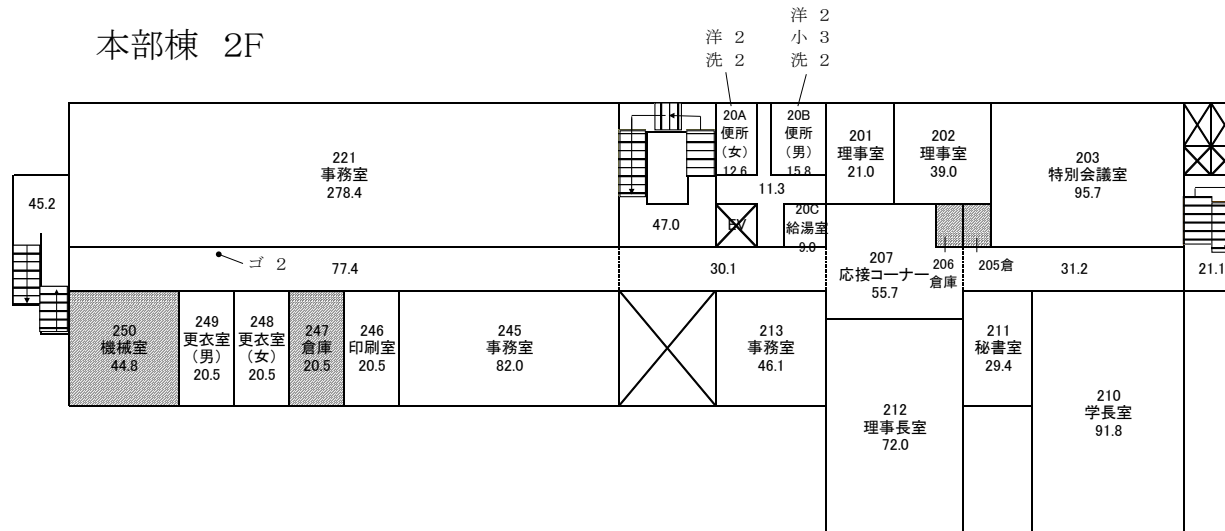 本部棟 2F
洋 2
洗 2
洋 2
小 3
洗 2
221
事務室
278.4
20A
便所
(女)
12.6
20B
便所
(男)
15.8
201
理事室
21.0
202
理事室
39.0
203
特別会議室
95.7
45.2
47.0
11.3
EV
20C
給湯室
9.0
ゴ 2
77.4
30.1
207
応接コーナー
55.7
206
倉庫
205倉
31.2
21.1
250
機械室
44.8
249
更衣室
(男)
20.5
248
更衣室
(女)
20.5
247
倉庫
20.5
246
印刷室
20.5
245
事務室
82.0
213
事務室
46.1
211
秘書室
29.4
212
理事長室
72.0
210
学長室
91.8